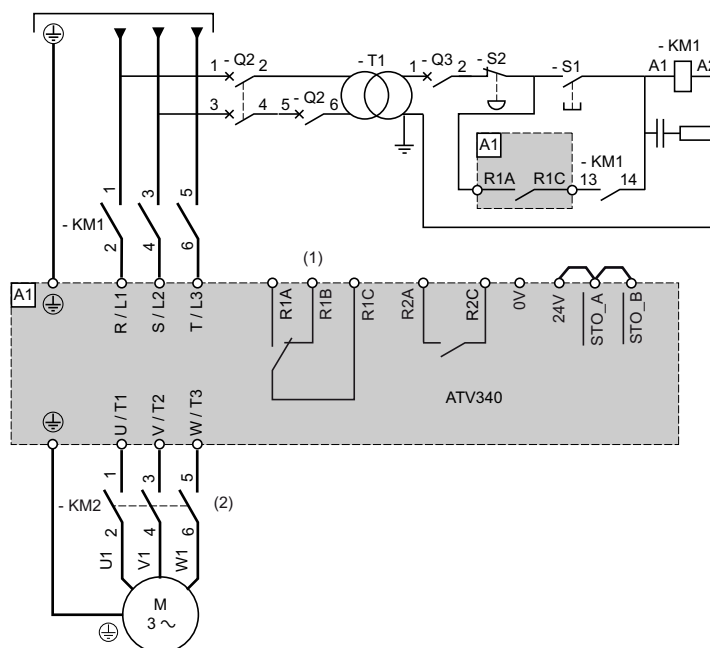 - Q2
1
2
- T1
1
- Q3
2
- S2
- S1
- KM1
A1
A2
3
4
5
- Q2
6
A1
R1A
R1C
- KM1
13
14
- KM1
1
2
3
4
5
6
(1)
A1
R / L1
S / L2
T / L3
R1A
R1B
R1C
R2A
R2C
0V
24V
STO_A
STO_B
ATV340
U / T1
V / T2
W / T3
- KM2
1
2
3
4
5
6
(2)
U1
V1
W1
M
3 ~